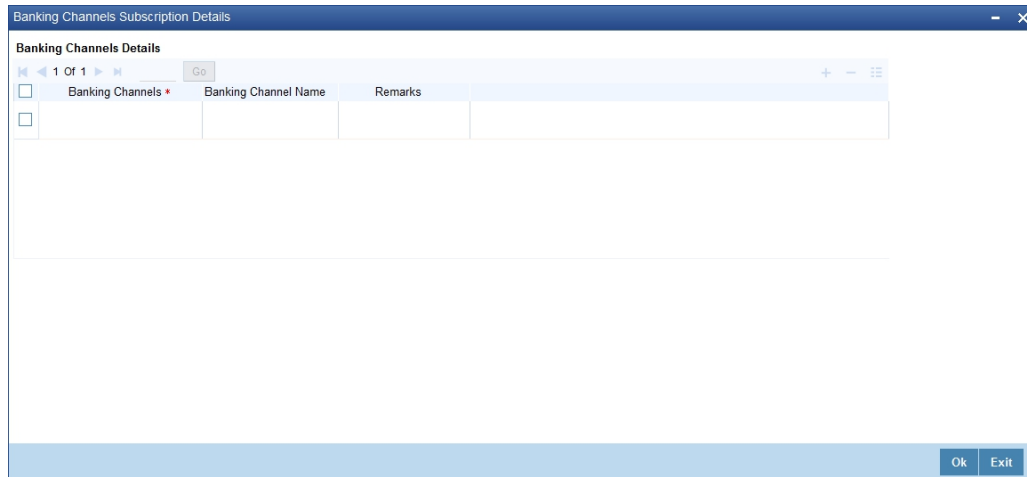 Banking Channels Subscription Details
Banking Channels Details
1 Of 1 Go
Banking Channels * Banking Channel Name Remarks
Ok Exit